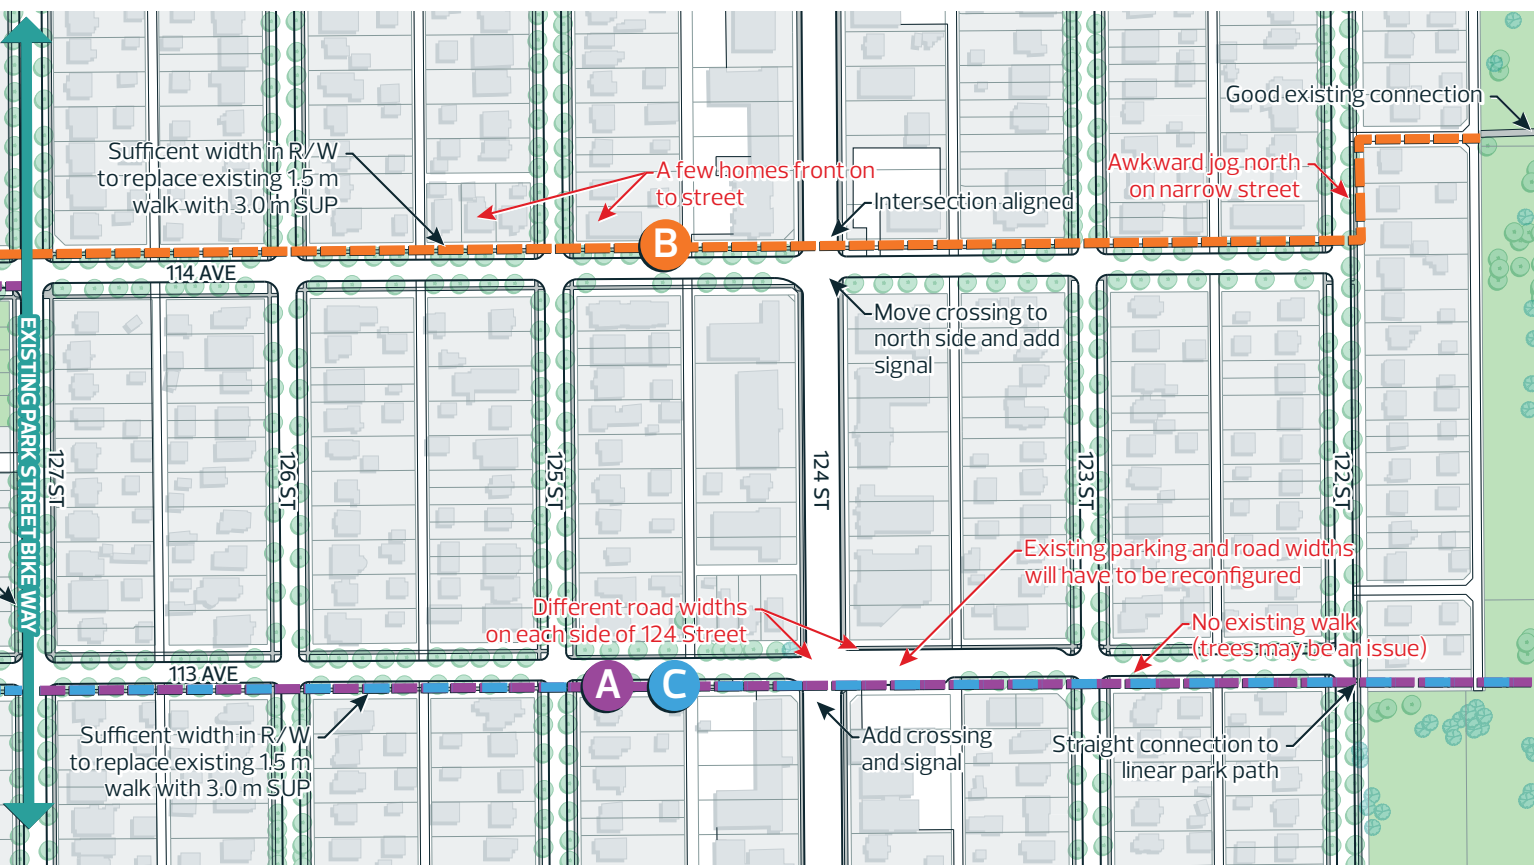 Good existing connection
Sufficent width in R/W
to replace existing 1.5 m
walk with 3.0 m SUP
A few homes front on
to street
Awkward jog north
on narrow street
Intersection aligned
B
114 AVE
Move crossing to
north side and add
signal
EXISTING PARK STREET BIKE WAY
127 ST
126 ST
125 ST
124 ST
123 ST
122 ST
Existing parking and road widths
will have to be reconfigured
Different road widths
on each side of 124 Street
No existing walk
(trees may be an issue)
113 AVE
A
C
Sufficent width in R/W
to replace existing 1.5 m
walk with 3.0 m SUP
Add crossing
and signal
Straight connection to
linear park path